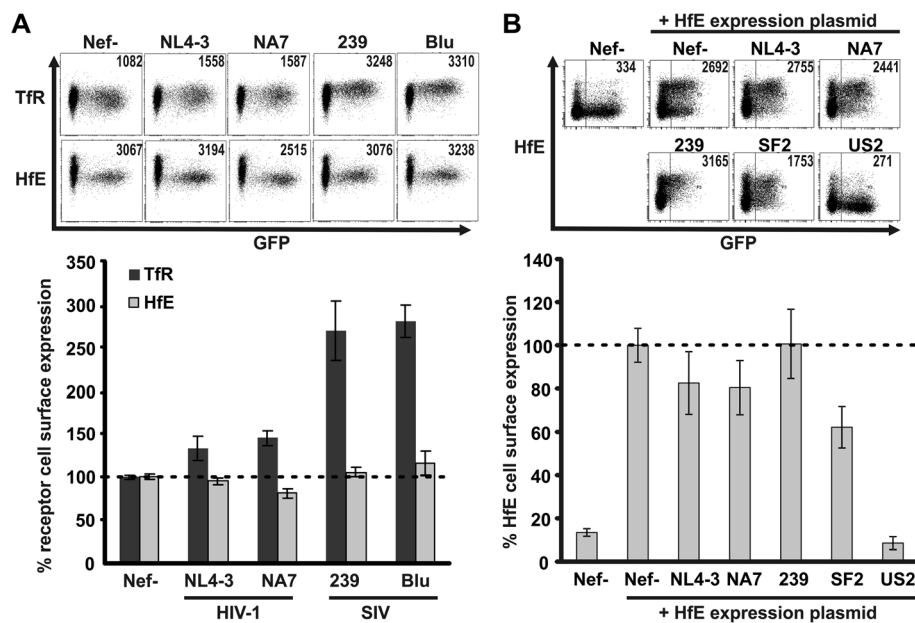 A
Nef- NL4-3 NA7 239 Blu
1082 1558 1587 3248 3310
TfR
3067 3194 2515 3076 3238
HfE
GFP
% receptor cell surface expression
350
300
250
200
150
100
50
0
TfR
HfE
Nef- NL4-3 NA7 239 Blu
HIV-1 SIV
B
+ HfE expression plasmid
Nef- Nef- NL4-3 NA7
334 2692 2755 2441
HfE
239 SF2 US2
3165 1753 271
GFP
% HfE cell surface expression
140
120
100
80
60
40
20
0
Nef- Nef- NL4-3 NA7 239 SF2 US2
+ HfE expression plasmid